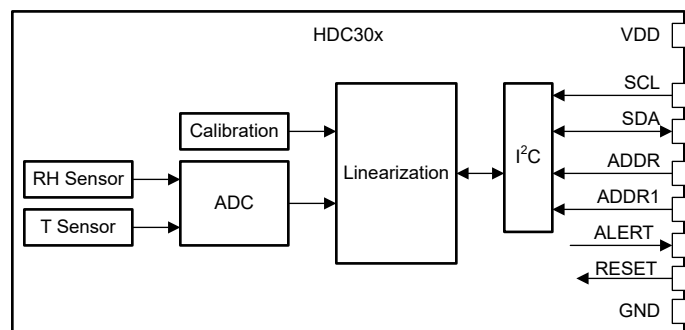 HDC30x
VDD
SCL
Calibration
SDA
I²C
RH Sensor
ADC
Linearization
ADDR
T Sensor
ADDR1
ALERT
RESET
GND